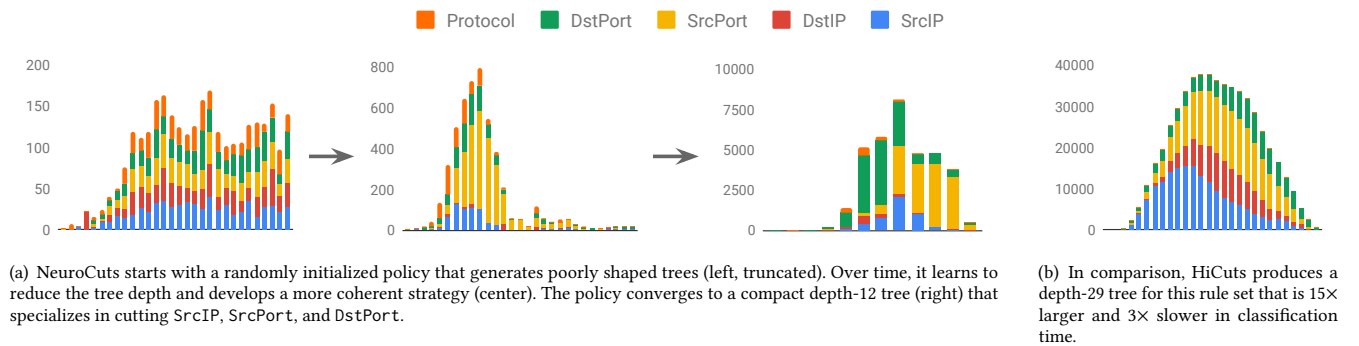 Protocol DstPort SrcPort DstIP SrcIP
200
150
100
50
0
800
600
400
200
0
10000
7500
5000
2500
0
40000
30000
20000
10000
0
(a) NeuroCuts starts with a randomly initialized policy that generates poorly shaped trees (left, truncated). Over time, it learns to
reduce the tree depth and develops a more coherent strategy (center). The policy converges to a compact depth-12 tree (right) that
specializes in cutting SrcIP, SrcPort, and DstPort.
(b) In comparison, HiCuts produces a
depth-29 tree for this rule set that is 15×
larger and 3× slower in classification
time.